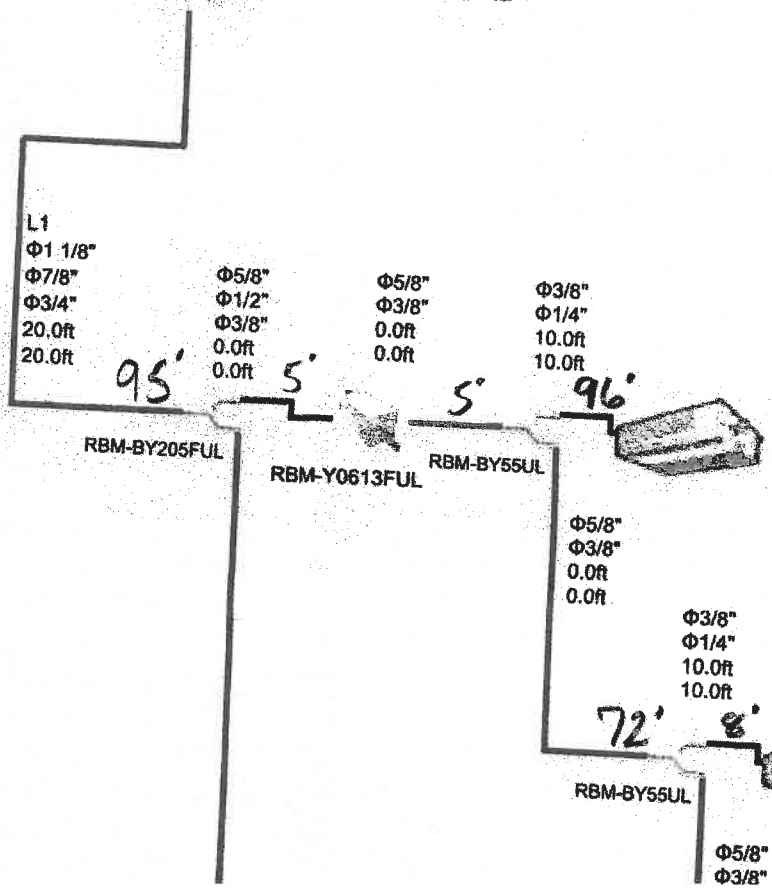 L1
Φ1 1/8"
Φ7/8"
Φ3/4"
20.0ft
20.0ft
95'
RBM-BY205FUL
Φ5/8"
Φ1/2"
Φ3/8"
0.0ft
0.0ft
5'
RBM-Y0613FUL
Φ5/8"
Φ3/8"
0.0ft
0.0ft
5'
RBM-BY55UL
Φ3/8"
Φ1/4"
10.0ft
10.0ft
96'
Φ5/8"
Φ3/8"
0.0ft
0.0ft
72'
RBM-BY55UL
Φ3/8"
Φ1/4"
10.0ft
10.0ft
8'
Φ5/8"
Φ3/8"